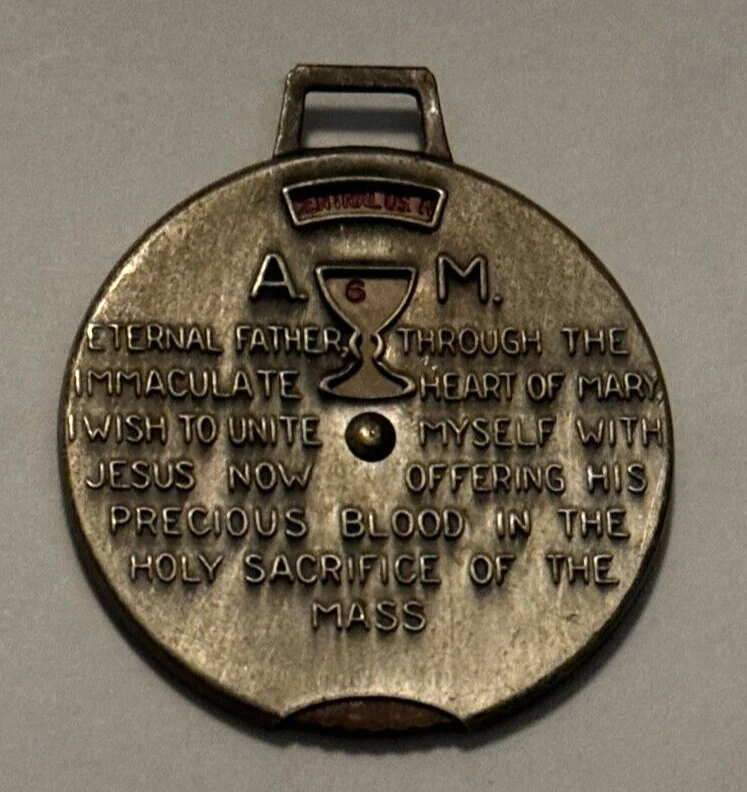 CENTRAL U.S.A
A. 6 M.
ETERNAL FATHER, THROUGH THE
IMMACULATE HEART OF MARY
I WISH TO UNITE MYSELF WITH
JESUS NOW OFFERING HIS
PRECIOUS BLOOD IN THE
HOLY SACRIFICE OF THE
MASS